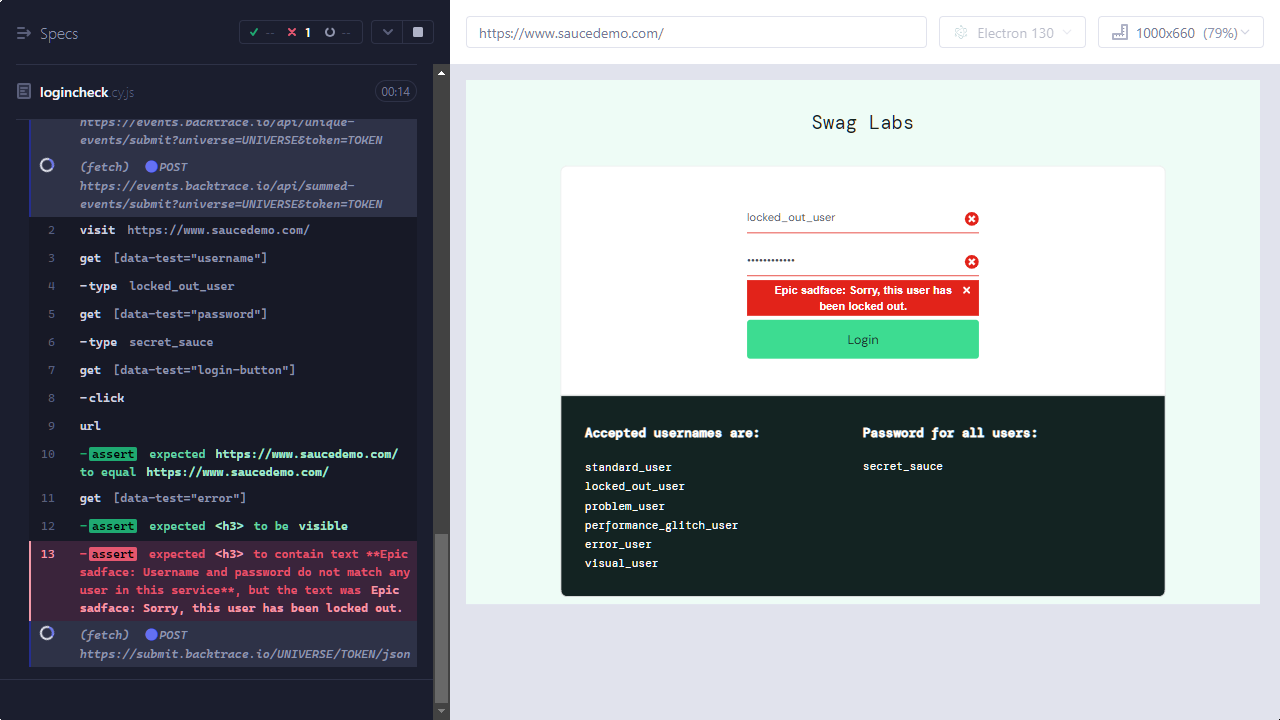 Specs
-- 1 --
logincheck.cy.js
00:14
https://events.backtrace.io/api/unique-
events/submit?universe=UNIVERSE&token=TOKEN
(fetch) POST
https://events.backtrace.io/api/summed-
events/submit?universe=UNIVERSE&token=TOKEN
2 visit https://www.saucedemo.com/
3 get [data-test="username"]
4 -type locked_out_user
5 get [data-test="password"]
6 -type secret_sauce
7 get [data-test="login-button"]
8 -click
9 url
10 -assert expected https://www.saucedemo.com/
to equal https://www.saucedemo.com/
11 get [data-test="error"]
12 -assert expected <h3> to be visible
13 -assert expected <h3> to contain text **Epic
sadface: Username and password do not match any
user in this service**, but the text was Epic
sadface: Sorry, this user has been locked out.
(fetch) POST
https://submit.backtrace.io/UNIVERSE/TOKEN/json
https://www.saucedemo.com/
Electron 130
1000x660 (79%)
Swag Labs
locked_out_user
••••••••••••
Epic sadface: Sorry, this user has
been locked out.
Login
Accepted usernames are:
standard_user
locked_out_user
problem_user
performance_glitch_user
error_user
visual_user
Password for all users:
secret_sauce